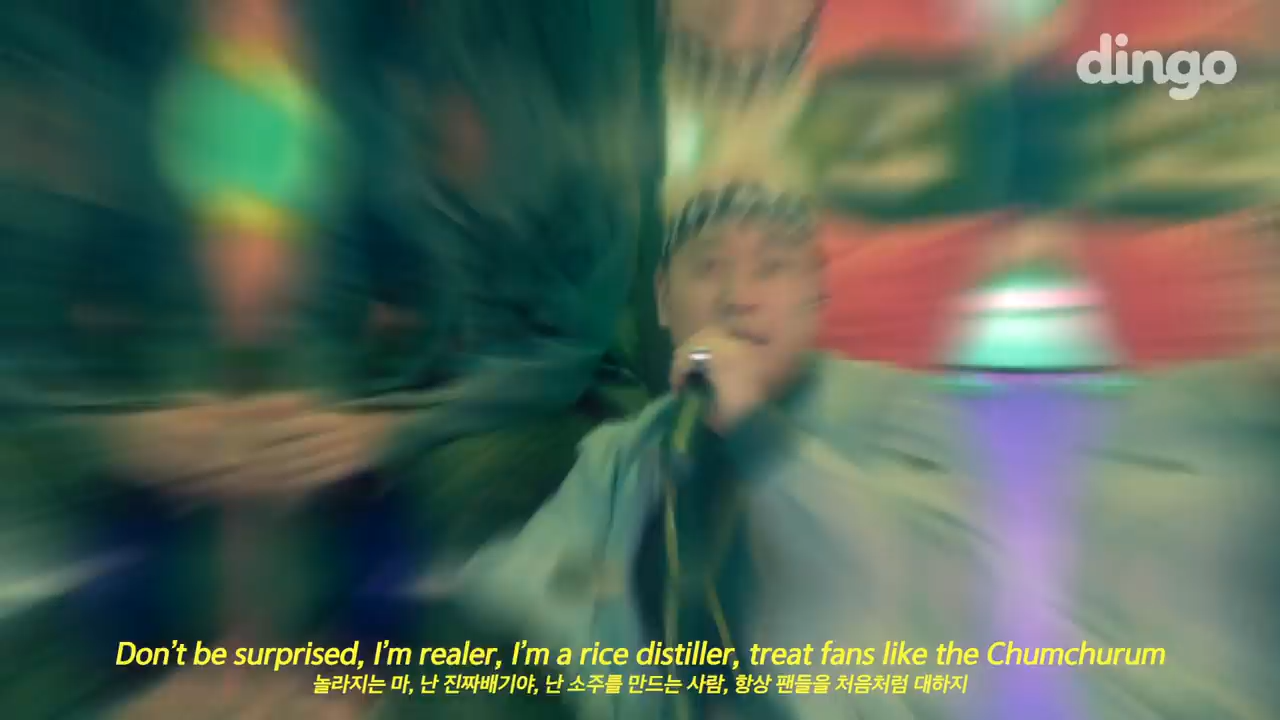 dingo
Don't be surprised, I'm realer, I'm a rice distiller, treat fans like the Chumchurum
놀라지는 마, 난 진짜배기야, 난 소주를 만드는 사람, 항상 팬들을 처음처럼 대하지